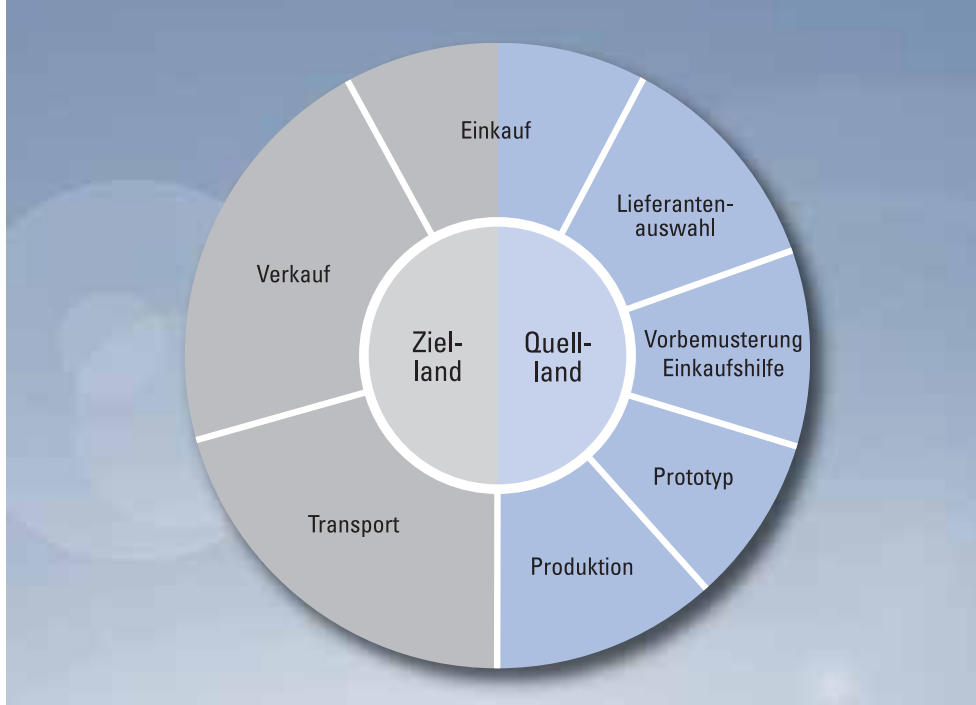 Einkauf
Lieferanten-
auswahl
Vorbemusterung
Einkaufshilfe
Prototyp
Produktion
Transport
Verkauf
Ziel-
land
Quell-
land